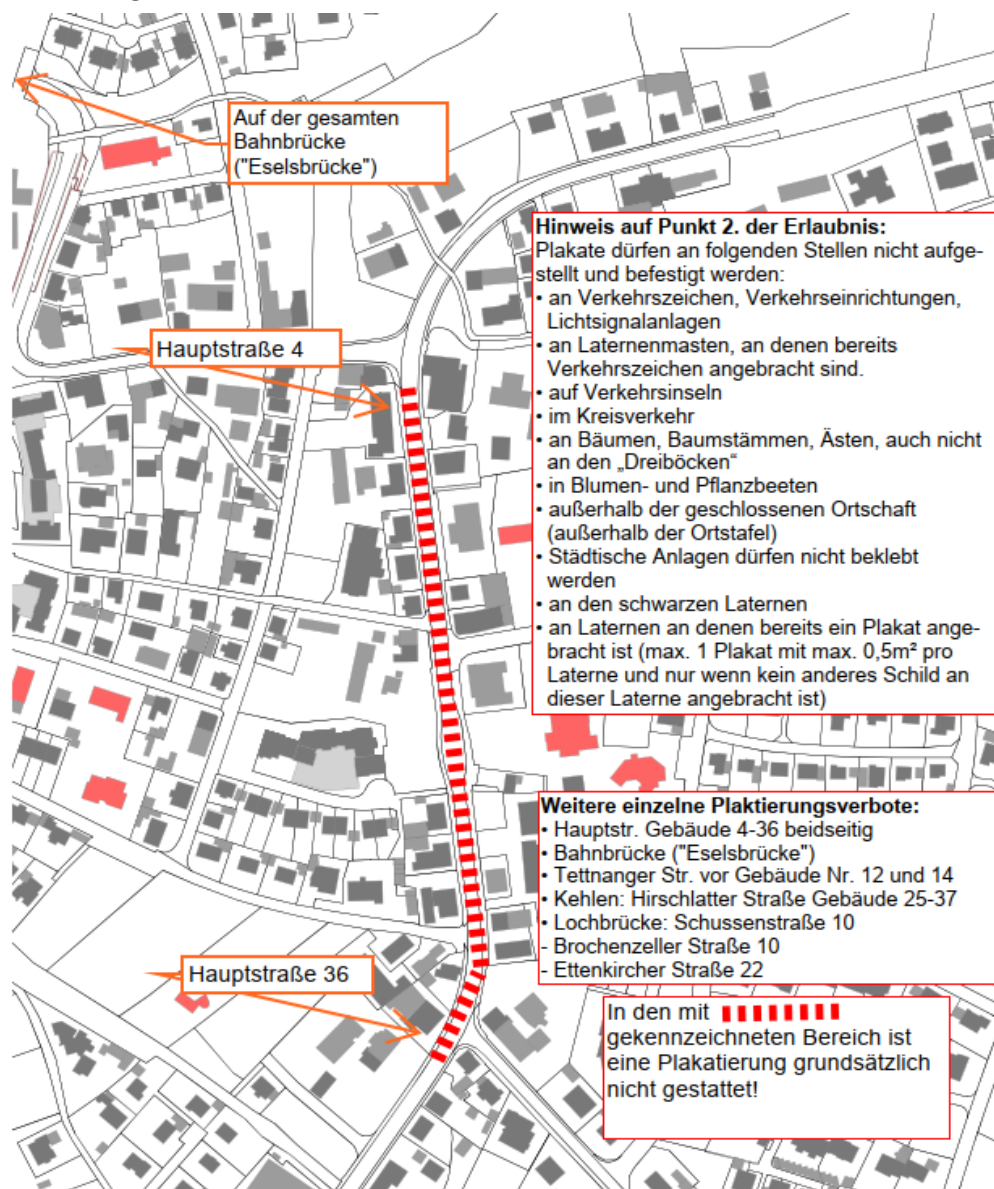 Auf der gesamten
Bahnbrücke
("Eselsbrücke")
Hinweis auf Punkt 2. der Erlaubnis:
Plakate dürfen an folgenden Stellen nicht aufge-
stellt und befestigt werden:
• an Verkehrszeichen, Verkehrseinrichtungen,
Lichtsignalanlagen
• an Laternenmasten, an denen bereits
Verkehrszeichen angebracht sind.
• auf Verkehrsinseln
• im Kreisverkehr
• an Bäumen, Baumstämmen, Ästen, auch nicht
an den „Dreiböcken“
• in Blumen- und Pflanzbeeten
• außerhalb der geschlossenen Ortschaft
(außerhalb der Ortstafel)
• Städtische Anlagen dürfen nicht beklebt
werden
• an den schwarzen Laternen
• an Laternen an denen bereits ein Plakat ange-
bracht ist (max. 1 Plakat mit max. 0,5m² pro
Laterne und nur wenn kein anderes Schild an
dieser Laterne angebracht ist)
Hauptstraße 4
Weitere einzelne Plaktierungsverbote:
• Hauptstr. Gebäude 4-36 beidseitig
• Bahnbrücke ("Eselsbrücke")
• Tettnanger Str. vor Gebäude Nr. 12 und 14
• Kehlen: Hirschlatter Straße Gebäude 25-37
• Lochbrücke: Schussenstraße 10
- Brochenzeller Straße 10
- Ettenkircher Straße 22
Hauptstraße 36
In den mit
gekennzeichneten Bereich ist
eine Plakatierung grundsätzlich
nicht gestattet!